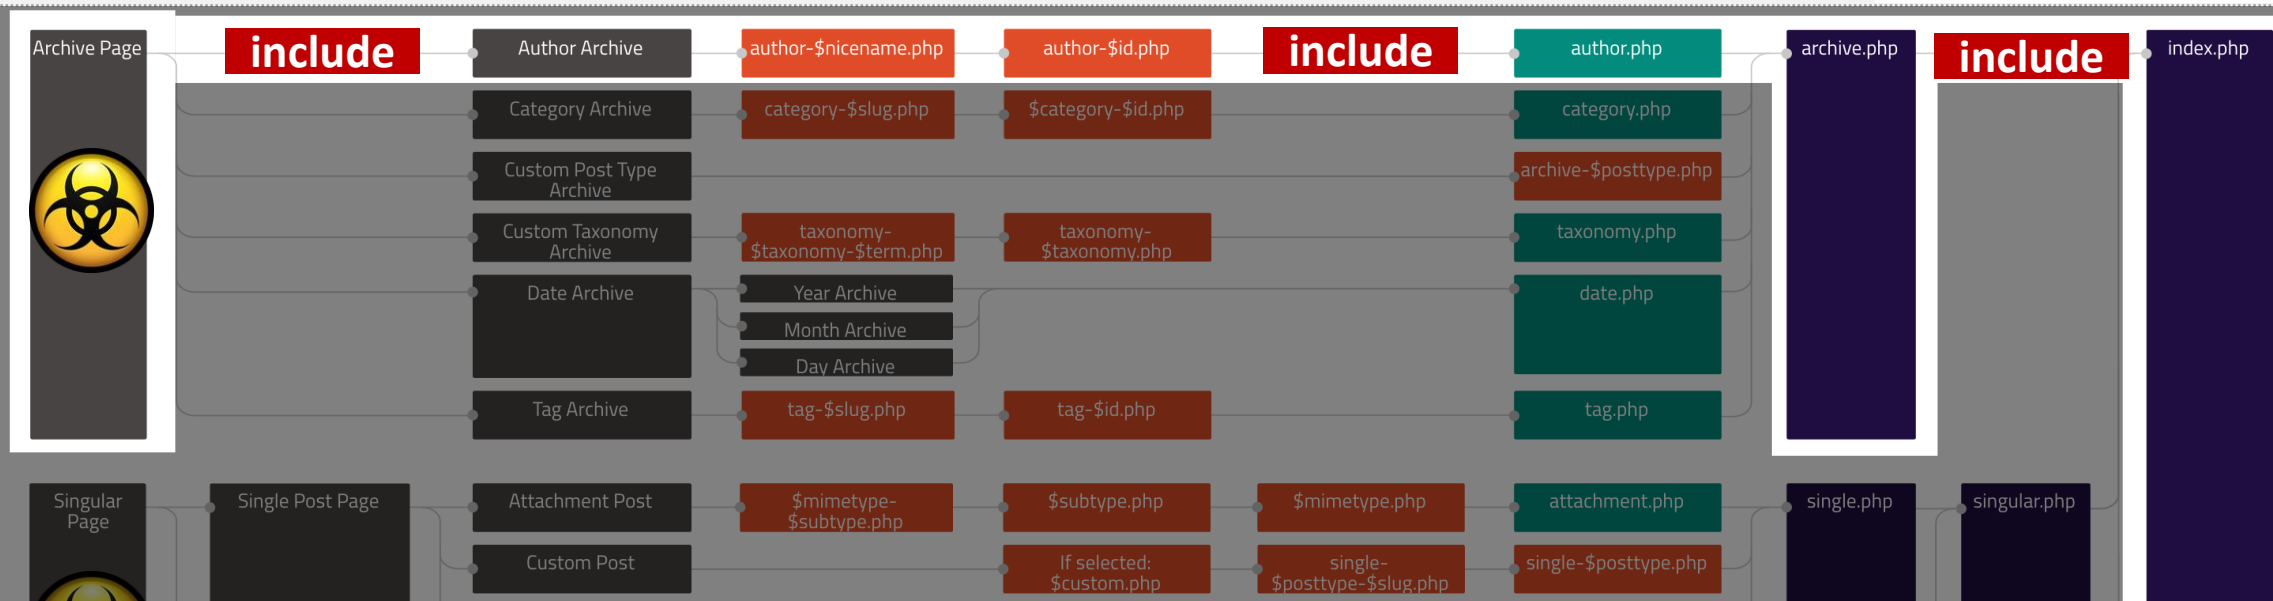 Archive Page
include
Author Archive
author-$nicename.php
author-$id.php
include
author.php
archive.php
include
index.php
Category Archive
category-$slug.php
$category-$id.php
category.php
Custom Post Type
Archive
archive-$posttype.php
Custom Taxonomy
Archive
taxonomy-
$taxonomy-$term.php
taxonomy-
$taxonomy.php
taxonomy.php
Date Archive
Year Archive
Month Archive
Day Archive
date.php
Tag Archive
tag-$slug.php
tag-$id.php
tag.php
Singular
Page
Single Post Page
Attachment Post
$mimetype-
$subtype.php
$subtype.php
$mimetype.php
attachment.php
single.php
singular.php
Custom Post
If selected:
$custom.php
single-
$posttype-$slug.php
single-$posttype.php